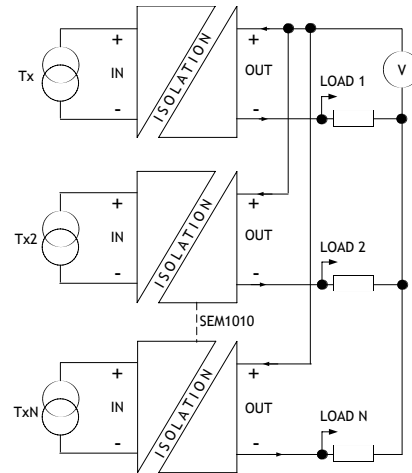 + +
Tx IN ISOLATION OUT V
LOAD 1
- -
+ +
Tx2 IN ISOLATION OUT
LOAD 2
- -
SEM1010
+ +
TxN IN ISOLATION OUT
LOAD N
- -